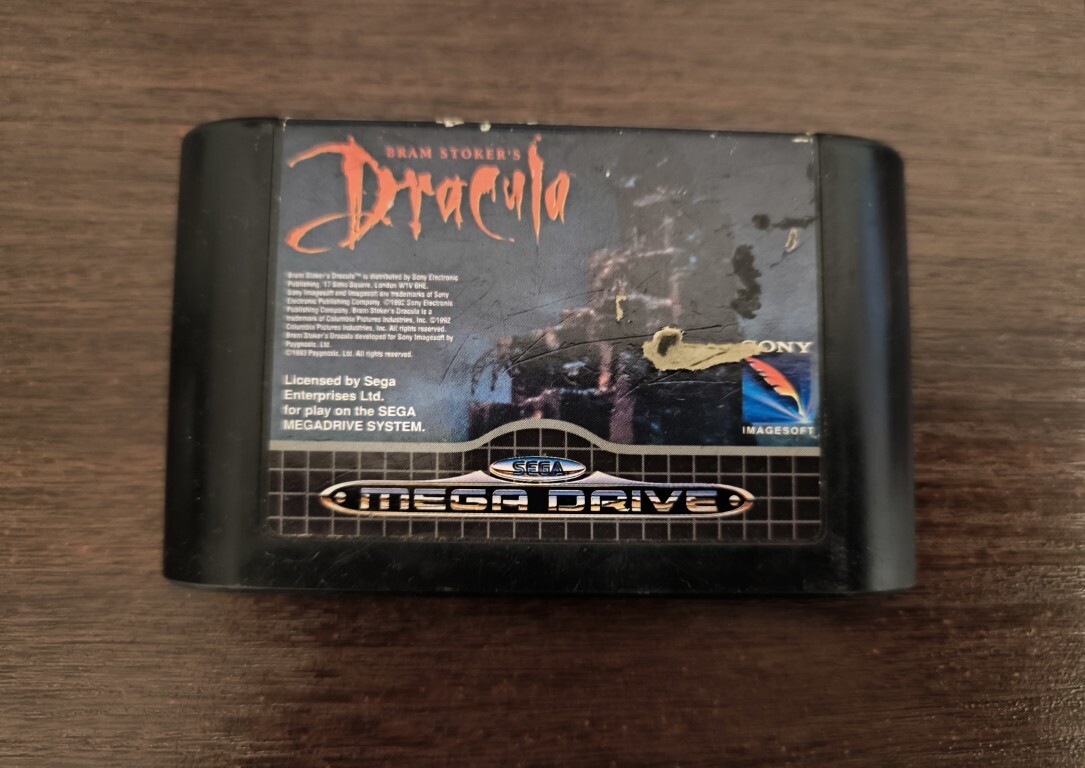 BRAM STOKER'S
Dracula
Bram Stoker's Dracula™ is distributed by Sony Electronic
Publishing, 17 Soho Square, London W1V 6HE.
Sony Imagesoft and Imagesoft are trademarks of Sony
Electronic Publishing Company. ©1992 Sony Electronic
Publishing Company. Bram Stoker's Dracula is a
trademark of Columbia Pictures Industries, Inc. ©1992
Columbia Pictures Industries, Inc. All rights reserved.
Bram Stoker's Dracula developed for Sony Imagesoft by
Psygnosis, Ltd.
©1993 Psygnosis, Ltd. All rights reserved.
Licensed by Sega
Enterprises Ltd.
for play on the SEGA
MEGADRIVE SYSTEM.
SONY
IMAGESOFT
SEGA
MEGA DRIVE